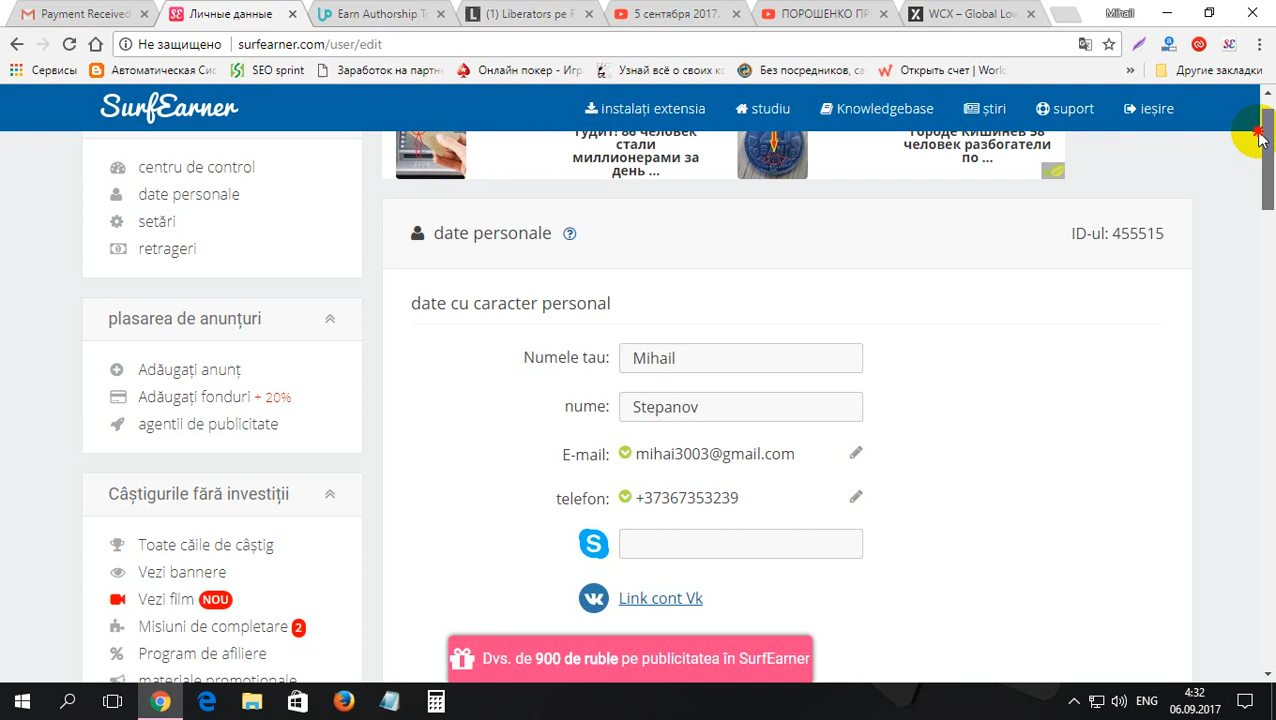 Payment Received
Личные данные
Earn Authorship T
(1) Liberators pe F
5 сентября 2017.
ПОРОШЕНКО ПР
WCX – Global Low
Mihail
Не защищено
surfearner.com/user/edit
Сервисы
Автоматическая Сис
SEO sprint
Заработок на партн
Онлайн покер - Игр
Узнай всё о своих ко
Без посредников, са
Открыть счет | Worl
»
Другие закладки
SurfEarner
instalați extensia
studiu
Knowledgebase
știri
suport
ieșire
Тудит! 88 человек
стали
миллионерами за
день ...
городе Кишинев 38
человек разбогатели
по ...
centru de control
date personale
setări
retrageri
plasarea de anunțuri
Adăugați anunț
Adăugați fonduri + 20%
agentii de publicitate
Câștigurile fără investiții
Toate căile de câștig
Vezi bannere
Vezi film NOU
Misiuni de completare 2
Program de afiliere
materiale promotionale
date personale
ID-ul: 455515
date cu caracter personal
Numele tau: Mihail
nume: Stepanov
E-mail: mihai3003@gmail.com
telefon: +37367353239
Link cont Vk
Dvs. de 900 de ruble pe publicitatea în SurfEarner
ENG
4:32
06.09.2017